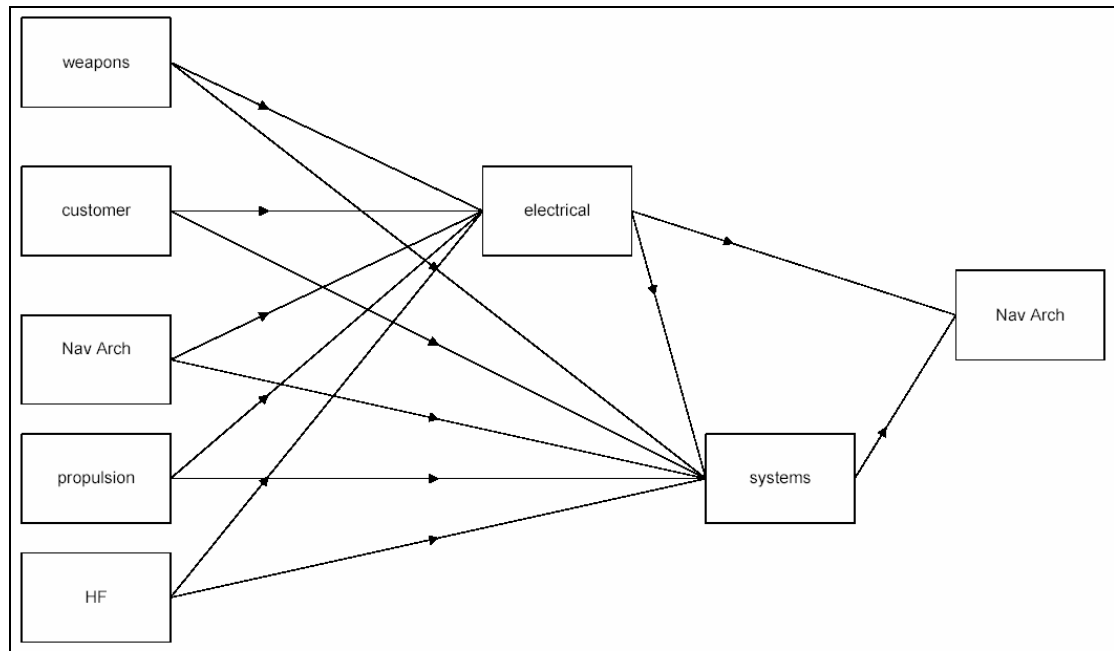 weapons
customer
electrical
Nav Arch
Nav Arch
propulsion
systems
HF